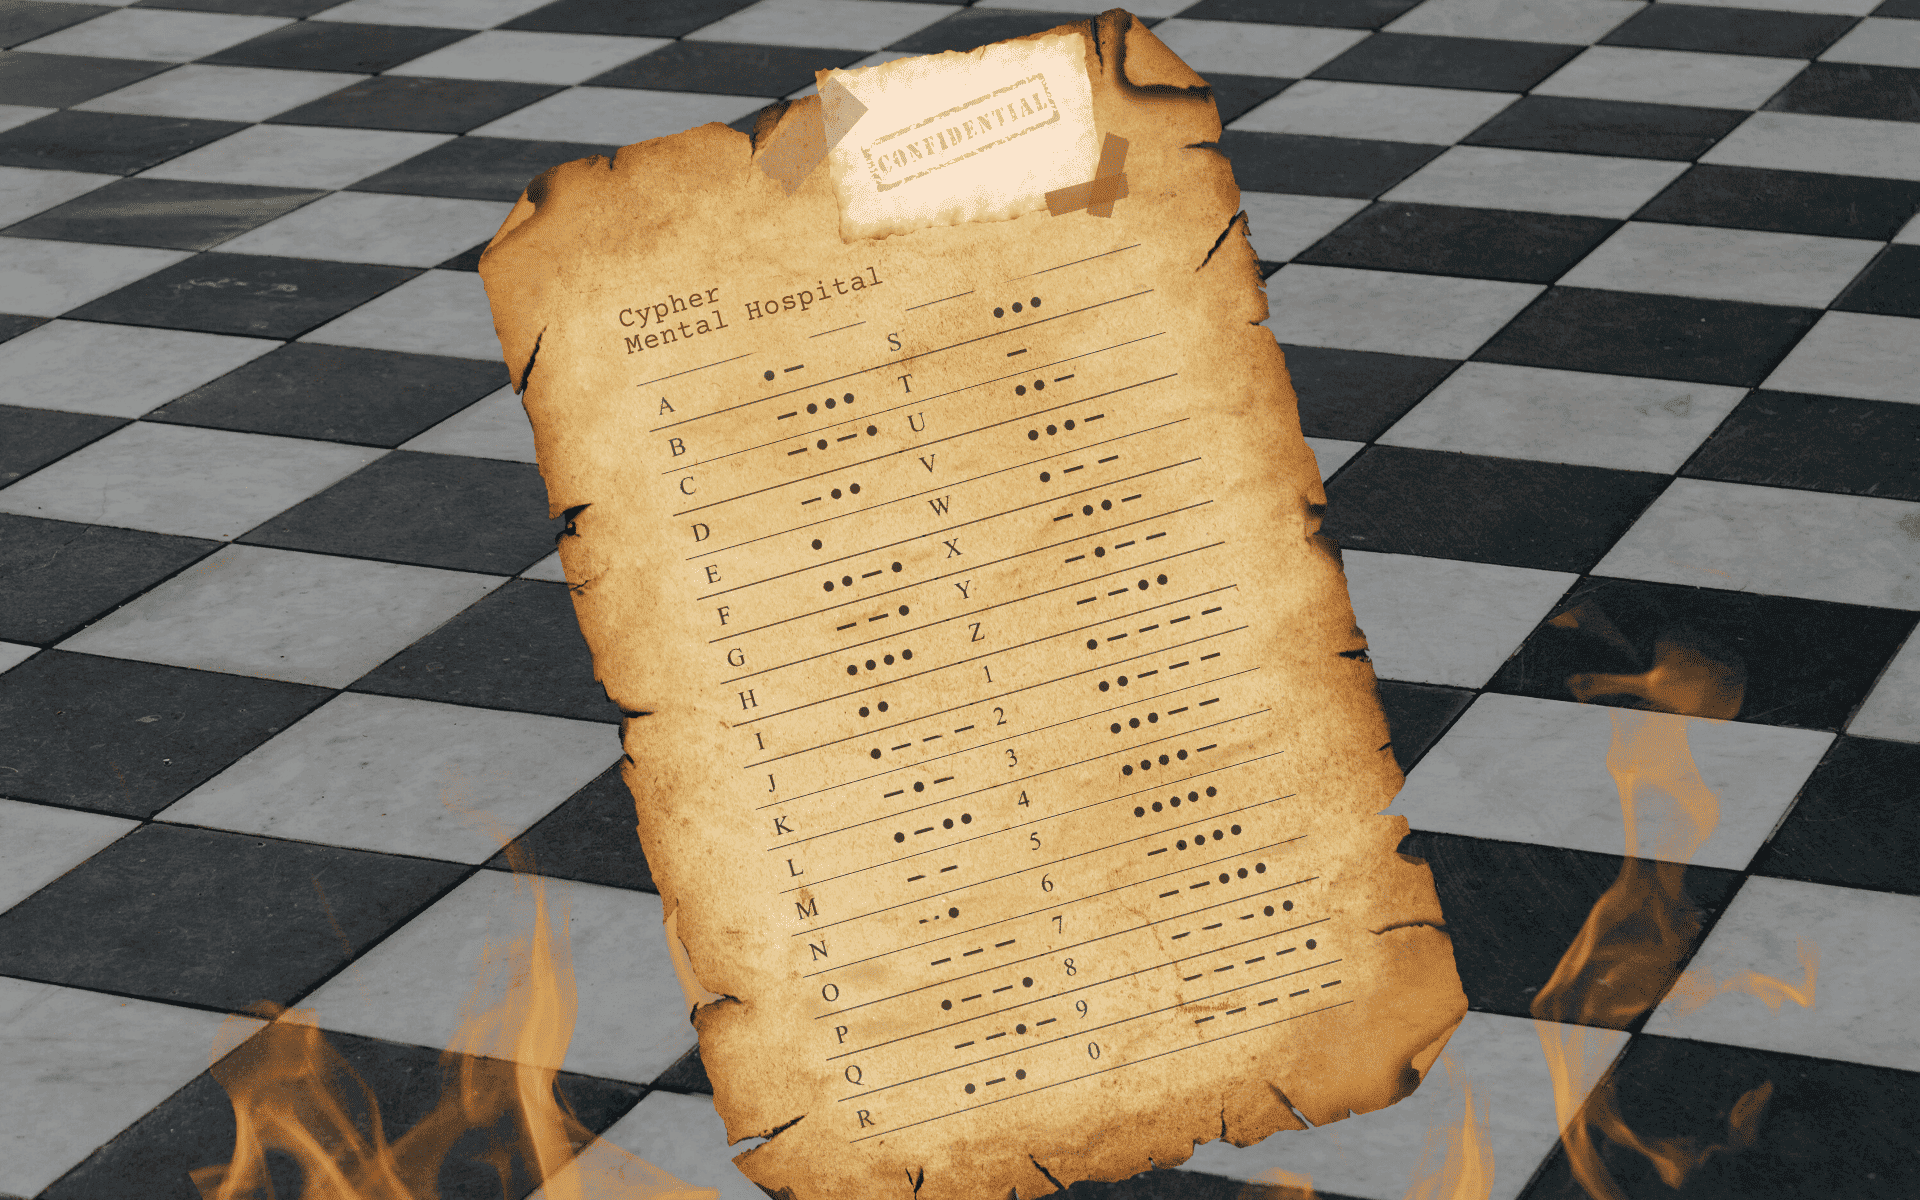 CONFIDENTIAL
Cypher
Mental Hospital
A •– S •••
B –••• T –
C –•–• U ••–
D –•• V •••–
E • W •––
F ••–• X –••–
G ––• Y –•––
H •••• Z ––••
I •• 1 •––––
J •––– 2 ••–––
K –•– 3 •••––
L •–•• 4 ••••–
M –– 5 •••••
N –• 6 –••••
O ––– 7 ––•••
P •––• 8 –––••
Q ––•– 9 ––––•
R •–• 0 –––––